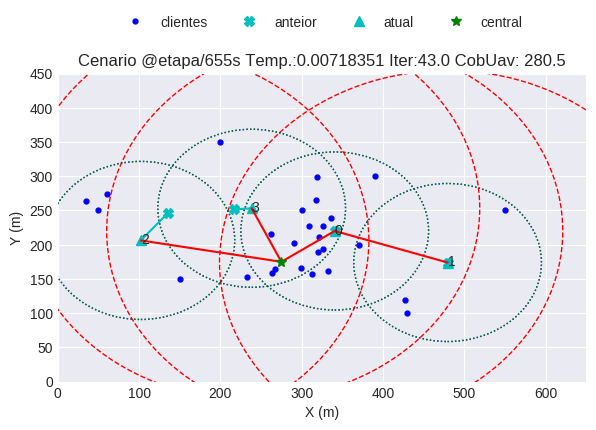 clientes anteior atual central
Cenario @etapa/655s Temp.:0.00718351 Iter:43.0 CobUav: 280.5
450
400
350
300
250
200
150
100
50
0
Y (m)
3
2
0
1
0 100 200 300 400 500 600
X (m)